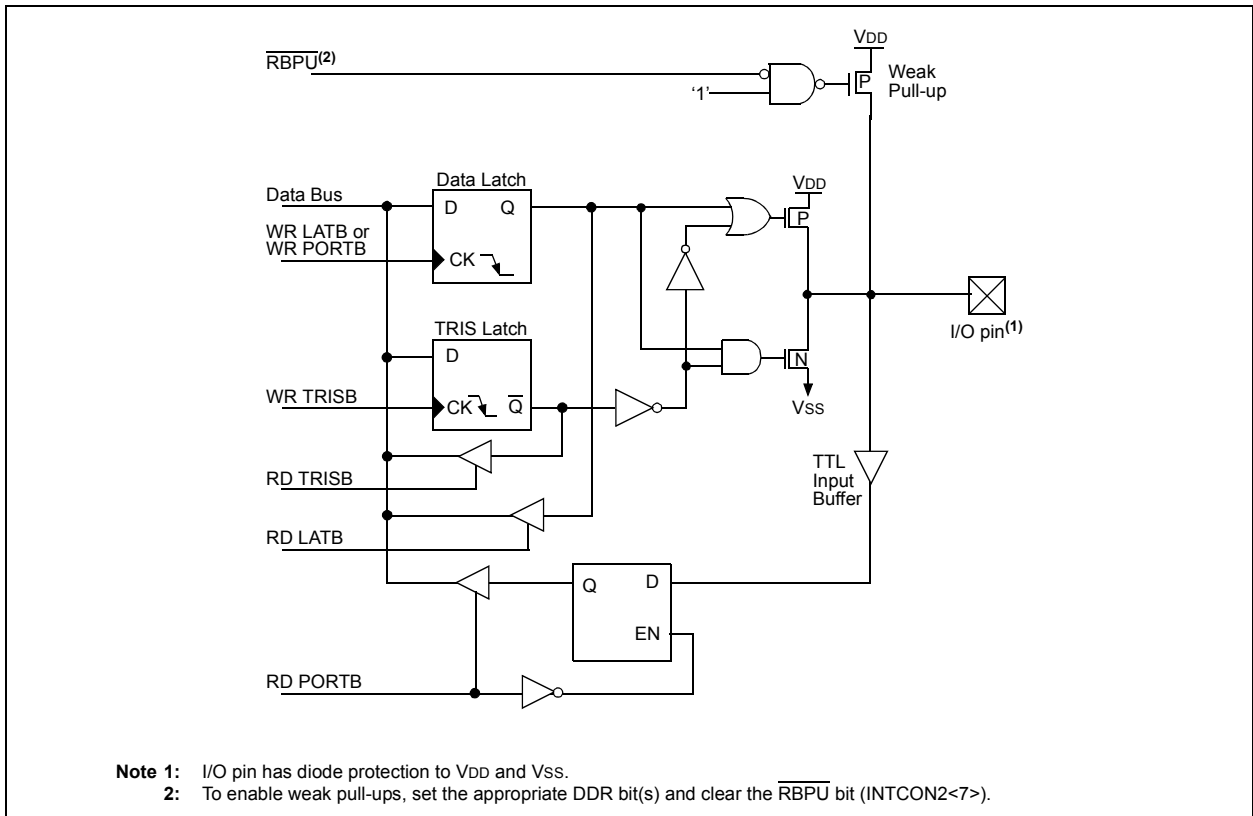 VDD
RBPU(2)
Weak
Pull-up
P
'1'
Data Latch
VDD
Data Bus
D Q
P
WR LATB or
WR PORTB
CK
TRIS Latch
I/O pin(1)
D
N
WR TRISB
CK Q
VSS
TTL
Input
Buffer
RD TRISB
RD LATB
Q D
EN
RD PORTB
Note 1: I/O pin has diode protection to VDD and VSS.
2: To enable weak pull-ups, set the appropriate DDR bit(s) and clear the RBPU bit (INTCON2<7>).